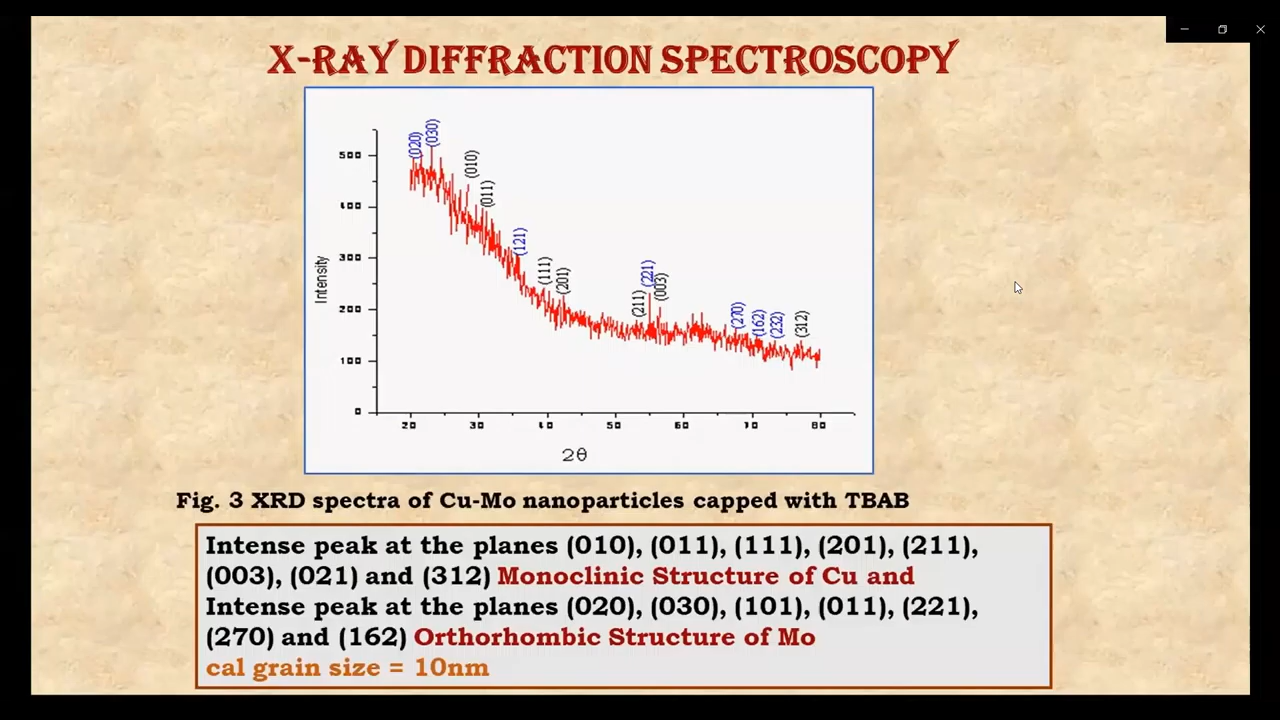 X-RAY DIFFRACTION SPECTROSCOPY
(020)
(030)
(010)
(011)
(121)
(111)
(201)
(211)
(221)
(003)
(270)
(162)
(232)
(312)
500
400
300
200
100
0
Intensity
20 30 40 50 60 70 80
2θ
Fig. 3 XRD spectra of Cu-Mo nanoparticles capped with TBAB
Intense peak at the planes (010), (011), (111), (201), (211),
(003), (021) and (312) Monoclinic Structure of Cu and
Intense peak at the planes (020), (030), (101), (011), (221),
(270) and (162) Orthorhombic Structure of Mo
cal grain size = 10nm